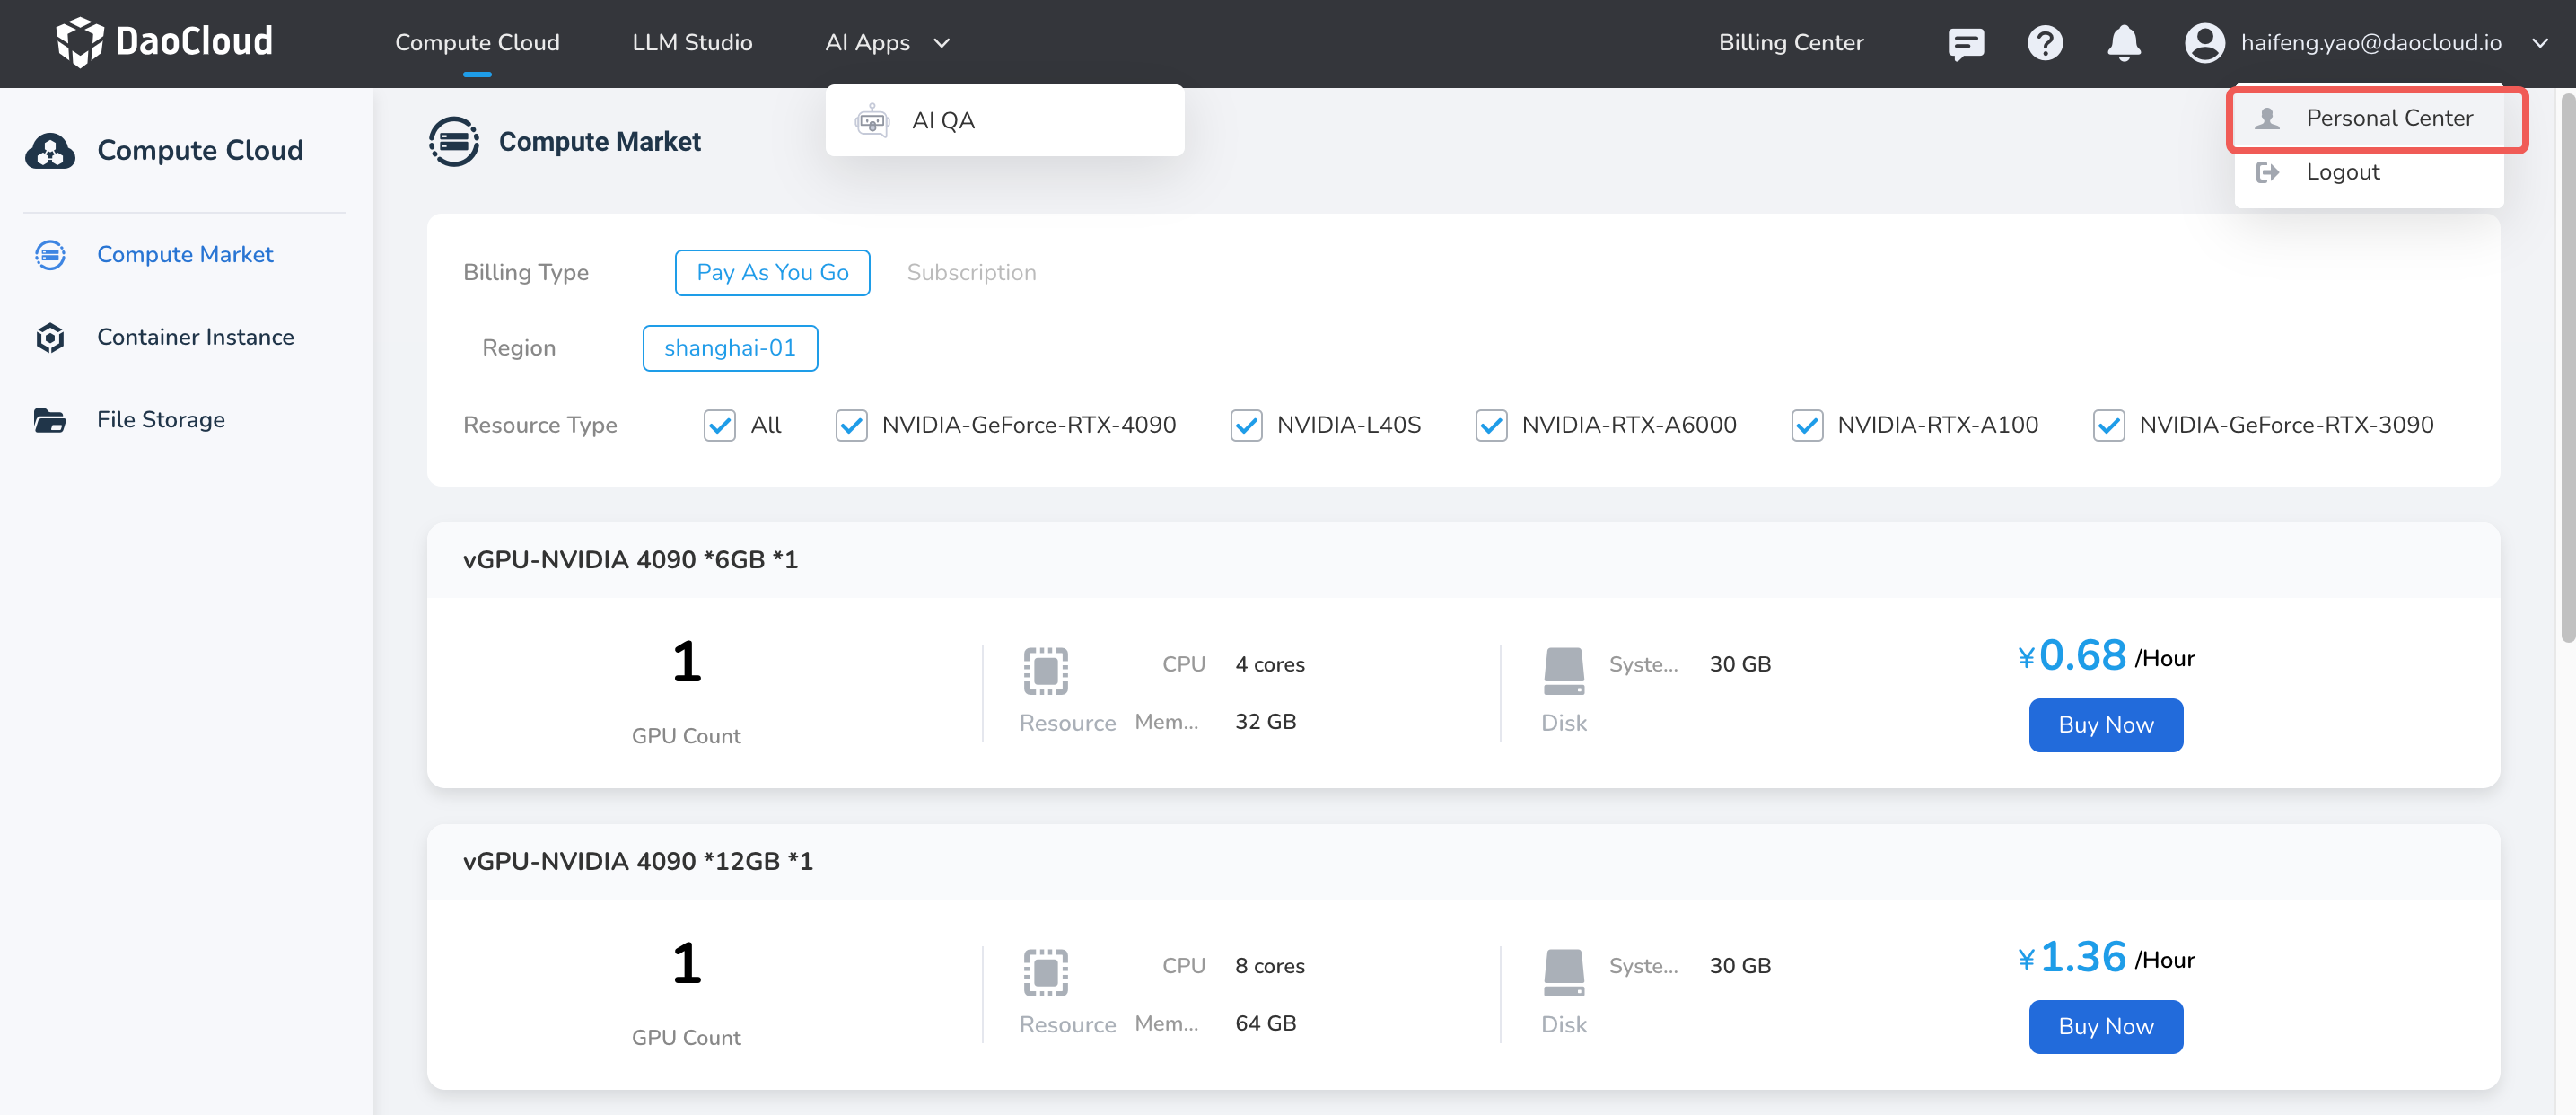 DaoCloud
Compute Cloud
LLM Studio
AI Apps
Billing Center
haifeng.yao@daocloud.io
AI QA
Personal Center
Logout
Compute Cloud
Compute Market
Container Instance
File Storage
Compute Market
Billing Type Pay As You Go Subscription
Region shanghai-01
Resource Type All NVIDIA-GeForce-RTX-4090 NVIDIA-L40S NVIDIA-RTX-A6000 NVIDIA-RTX-A100 NVIDIA-GeForce-RTX-3090
vGPU-NVIDIA 4090 *6GB *1
1
GPU Count
CPU 4 cores
Resource Mem... 32 GB
Syste... 30 GB
Disk
¥0.68 /Hour
Buy Now
vGPU-NVIDIA 4090 *12GB *1
1
GPU Count
CPU 8 cores
Resource Mem... 64 GB
Syste... 30 GB
Disk
¥1.36 /Hour
Buy Now